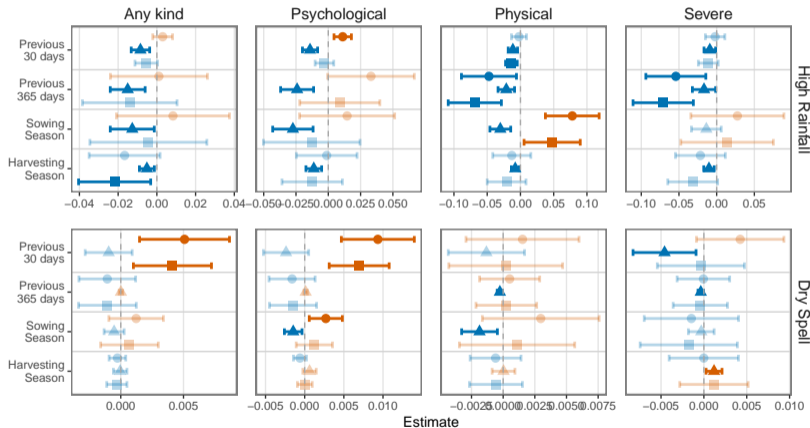 Any kind
Psychological
Physical
Severe
Previous
30 days
Previous
365 days
Sowing
Season
Harvesting
Season
High Rainfall
−0.04 −0.02 0.00 0.02 0.04
−0.050 −0.025 0.000 0.025 0.050
−0.10 −0.05 0.00 0.05 0.10
−0.10 −0.05 0.00 0.05
Previous
30 days
Previous
365 days
Sowing
Season
Harvesting
Season
Dry Spell
0.000 0.005
−0.005 0.000 0.005 0.010
−0.0025 0.0000 0.0025 0.0050 0.0075
−0.005 0.000 0.005 0.010
Estimate